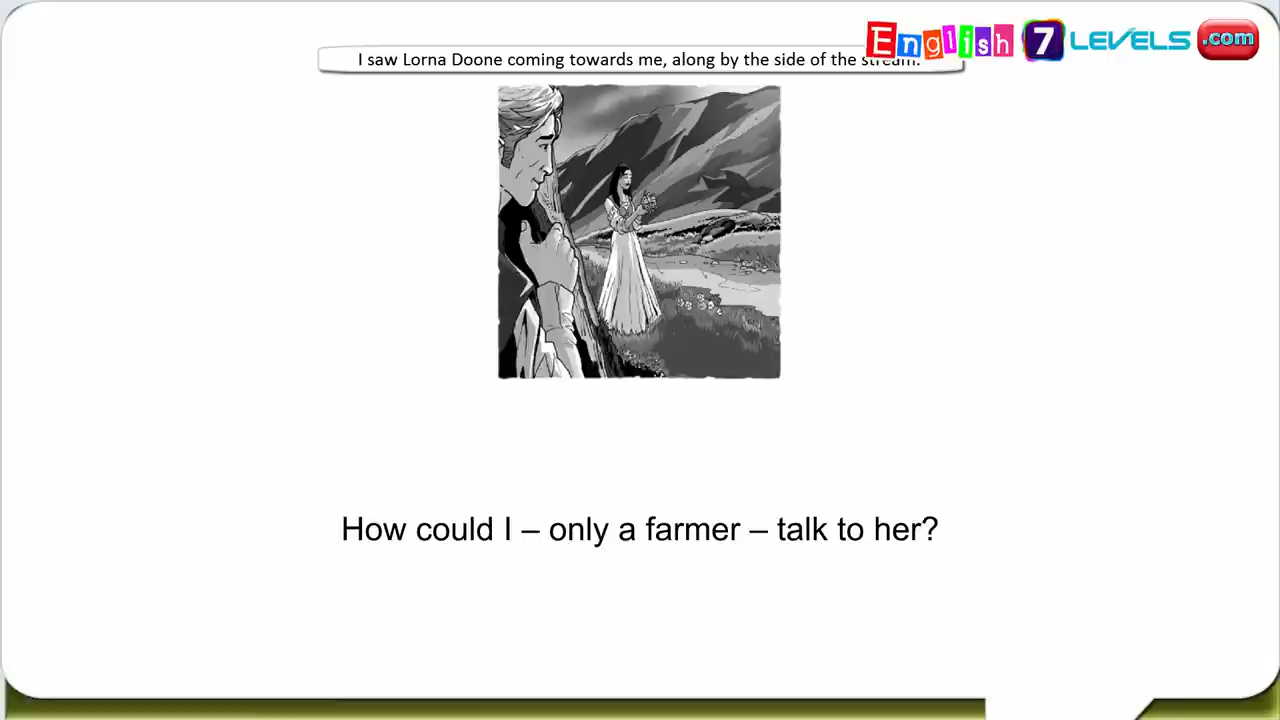 English 7 LEVELS .com
I saw Lorna Doone coming towards me, along by the side of the stream.
How could I – only a farmer – talk to her?